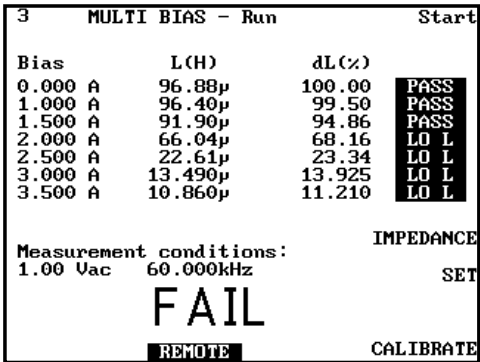 3 MULTI BIAS - Run Start
Bias L(H) dL(%)
0.000 A 96.88µ 100.00 PASS
1.000 A 96.40µ 99.50 PASS
1.500 A 91.90µ 94.86 PASS
2.000 A 66.04µ 68.16 LO L
2.500 A 22.61µ 23.34 LO L
3.000 A 13.490µ 13.925 LO L
3.500 A 10.860µ 11.210 LO L
IMPEDANCE
Measurement conditions:
1.00 Vac 60.000kHz
SET
FAIL
REMOTE
CALIBRATE